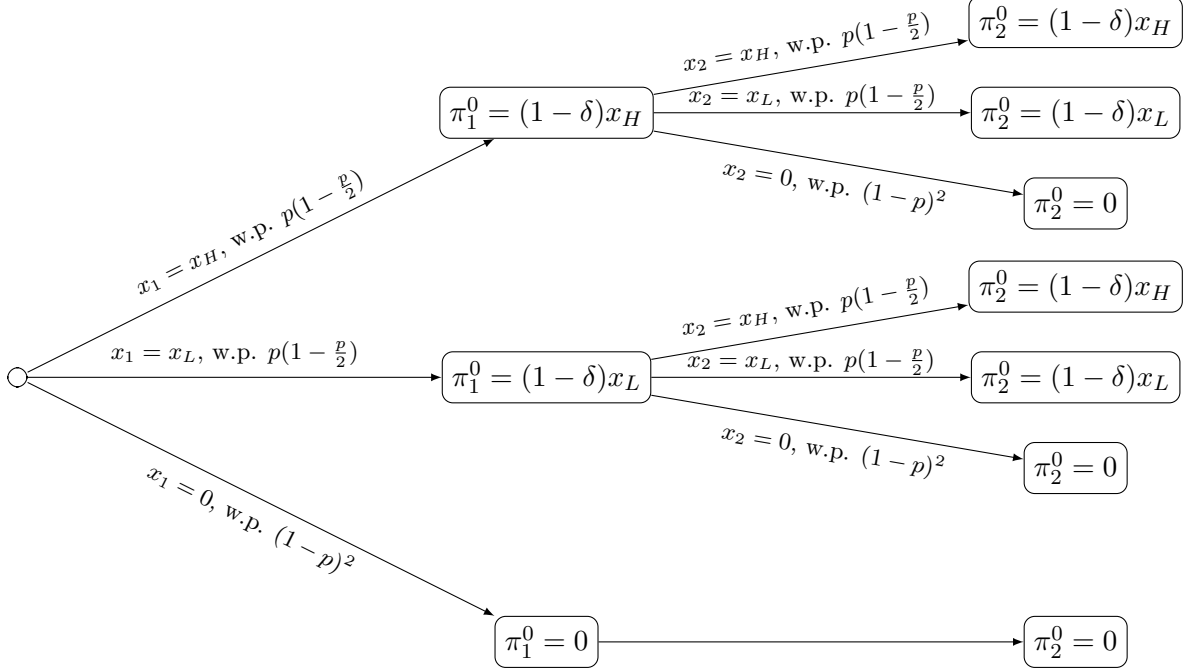 x_2 = x_H, w.p. p(1 − p/2)
π_2^0 = (1 − δ)x_H
π_1^0 = (1 − δ)x_H
x_2 = x_L, w.p. p(1 − p/2)
π_2^0 = (1 − δ)x_L
x_2 = 0, w.p. (1 − p)^2
π_2^0 = 0
x_1 = x_H, w.p. p(1 − p/2)
x_2 = x_H, w.p. p(1 − p/2)
π_2^0 = (1 − δ)x_H
x_1 = x_L, w.p. p(1 − p/2)
π_1^0 = (1 − δ)x_L
x_2 = x_L, w.p. p(1 − p/2)
π_2^0 = (1 − δ)x_L
x_2 = 0, w.p. (1 − p)^2
π_2^0 = 0
x_1 = 0, w.p. (1 − p)^2
π_1^0 = 0
π_2^0 = 0